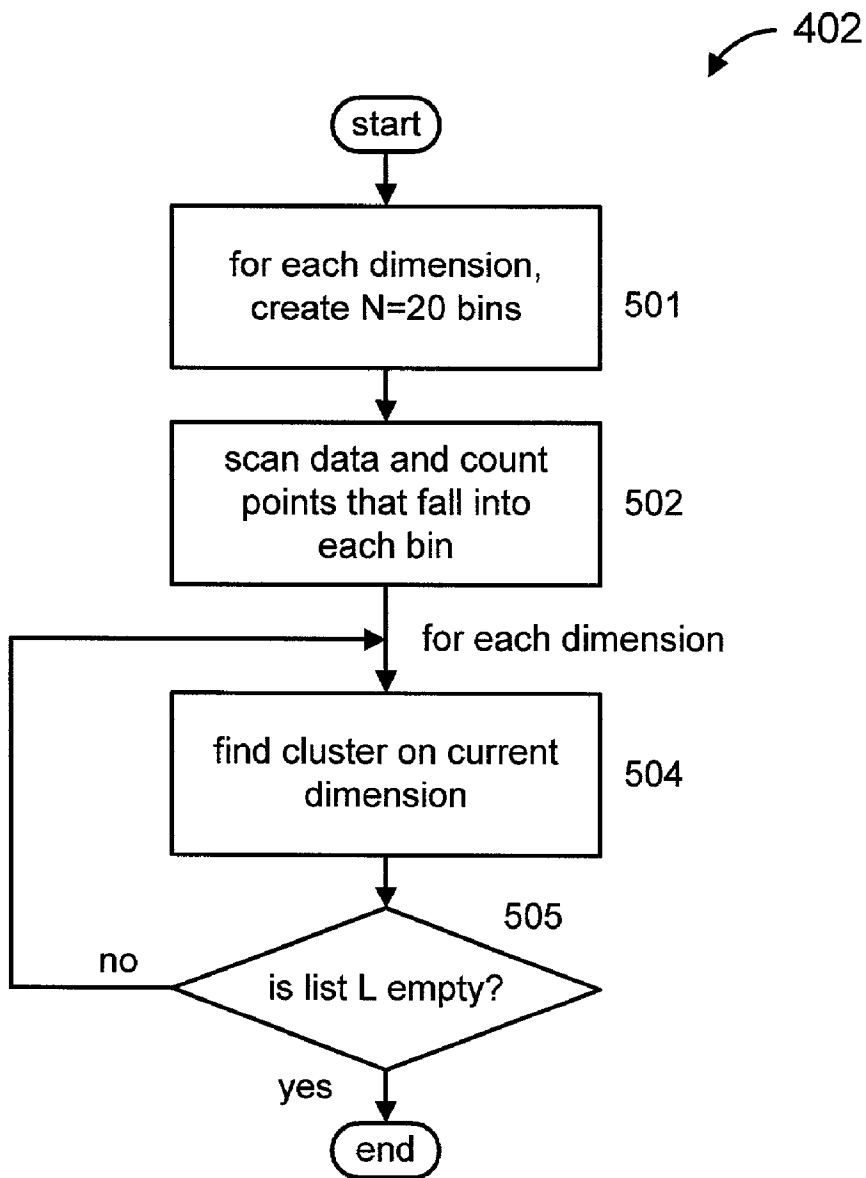 402
start
for each dimension,
create N=20 bins
501
scan data and count
points that fall into
each bin
502
for each dimension
find cluster on current
dimension
504
505
is list L empty?
no
yes
end